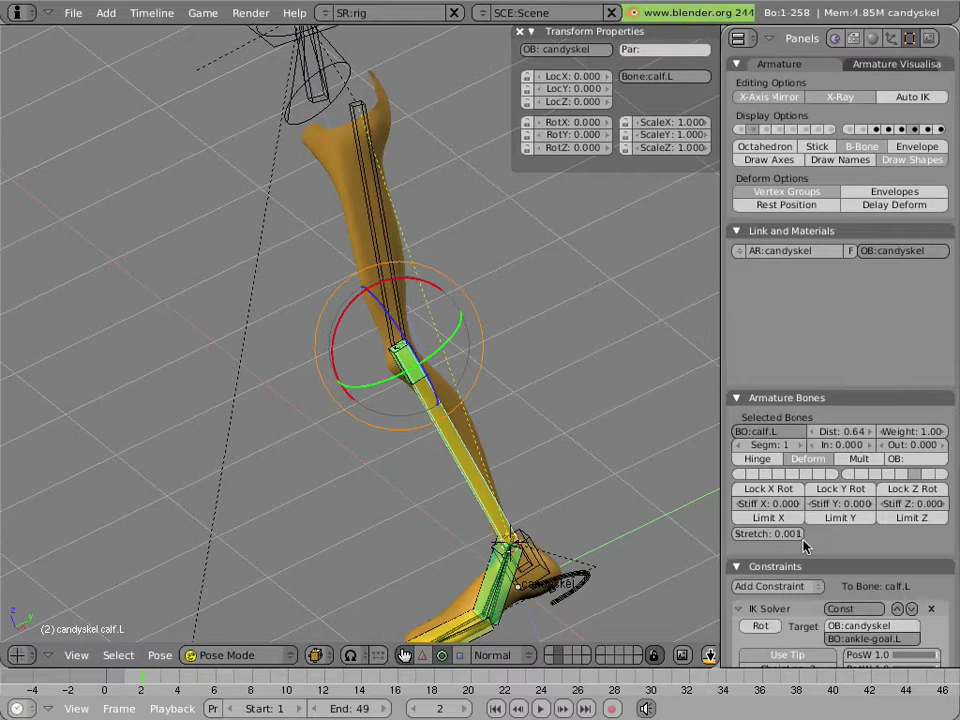 File Add Timeline Game Render Help SR:rig SCE:Scene www.blender.org 244 Bo:1-258 | Mem:4.85M candyskel
Transform Properties
OB: candyskel Par:
LocX: 0.000 Bone:calf.L
LocY: 0.000
LocZ: 0.000
RotX: 0.000 ScaleX: 1.000
RotY: 0.000 ScaleY: 1.000
RotZ: 0.000 ScaleZ: 1.000
Panels
Armature Armature Visualisa
Editing Options
X-Axis Mirror X-Ray Auto IK
Display Options
Octahedron Stick B-Bone Envelope
Draw Axes Draw Names Draw Shapes
Deform Options
Vertex Groups Envelopes
Rest Position Delay Deform
Link and Materials
AR:candyskel F OB:candyskel
Armature Bones
Selected Bones
BO:calf.L Dist: 0.64 Weight: 1.00
Segm: 1 In: 0.000 Out: 0.000
Hinge Deform Mult OB:
Lock X Rot Lock Y Rot Lock Z Rot
Stiff X: 0.000 Stiff Y: 0.000 Stiff Z: 0.000
Limit X Limit Y Limit Z
Stretch: 0.001
Constraints
Add Constraint To Bone: calf.L
IK Solver Const
Rot Target OB:candyskel
BO:ankle-goal.L
Use Tip PosW 1.0
candyskel
z y x
(2) candyskel calf.L
View Select Pose Pose Mode Normal
-4 -2 0 2 4 6 8 10 12 14 16 18 20 22 24 26 28 30 32 34 36 38 40 42 44 46
View Frame Playback Pr Start: 1 End: 49 2